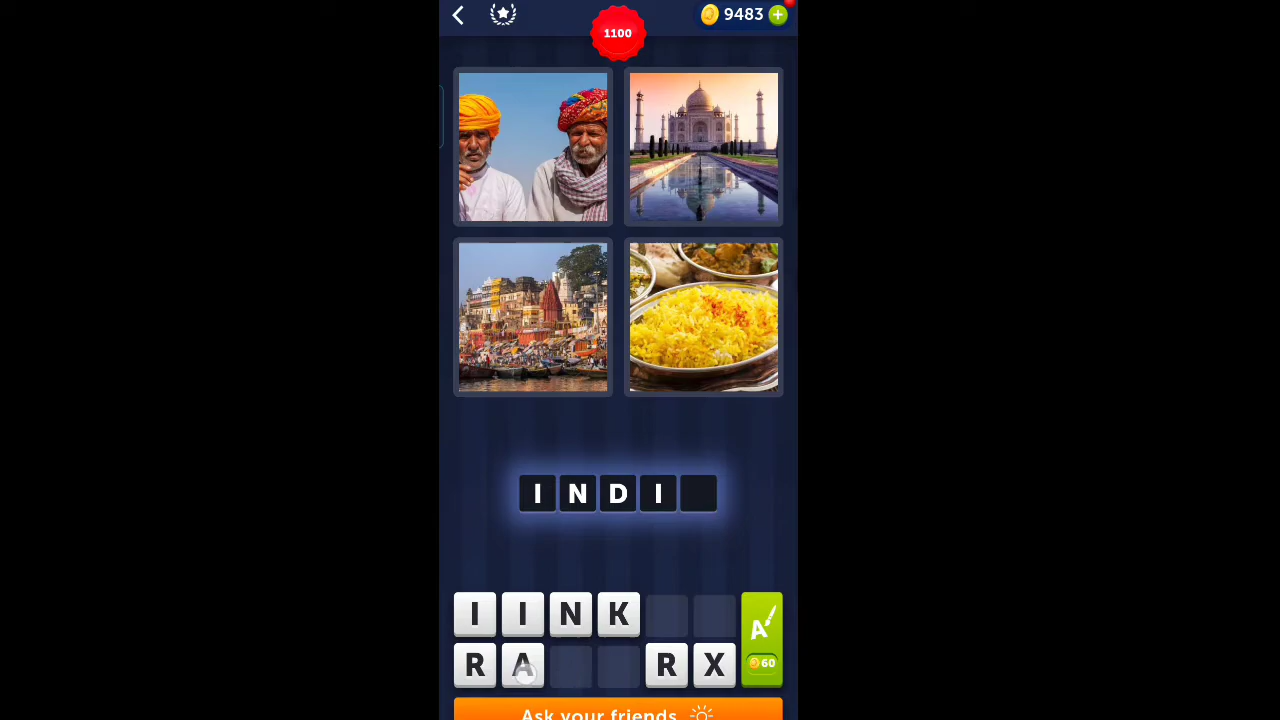 9483 +
1100
I N D I
I I N K
R A R X
A
60
Ask your friends